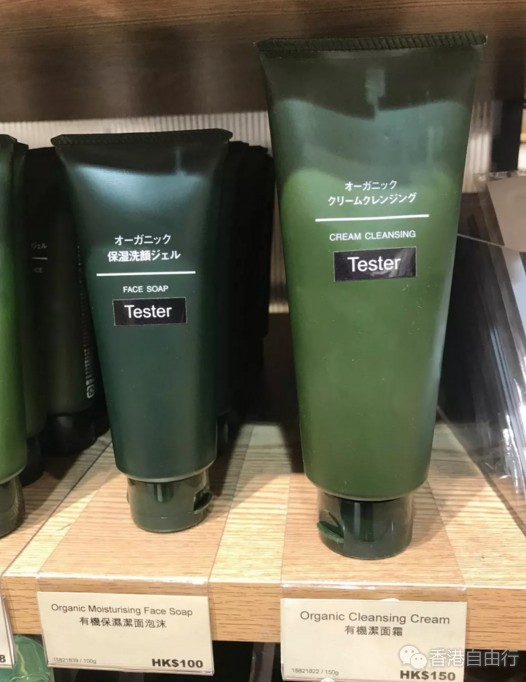 オーガニック
保湿洗顔ジェル
FACE SOAP
Tester
オーガニック
クリームクレンジング
CREAM CLEANSING
Tester
Organic Moisturising Face Soap
有機保濕潔面泡沫
100g
HK$100
Organic Cleansing Cream
有機潔面霜
150g
HK$150
8
香港自由行